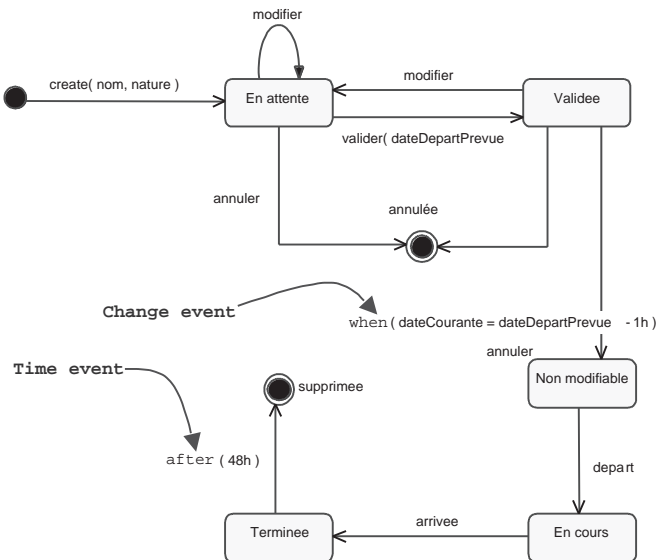 modifier
create( nom, nature )
En attente
modifier
Validee
valider( dateDepartPrevue
annuler
annulée
Change event
when( dateCourante = dateDepartPrevue - 1h )
annuler
Time event
Non modifiable
supprimee
after ( 48h )
depart
Terminee
arrivee
En cours